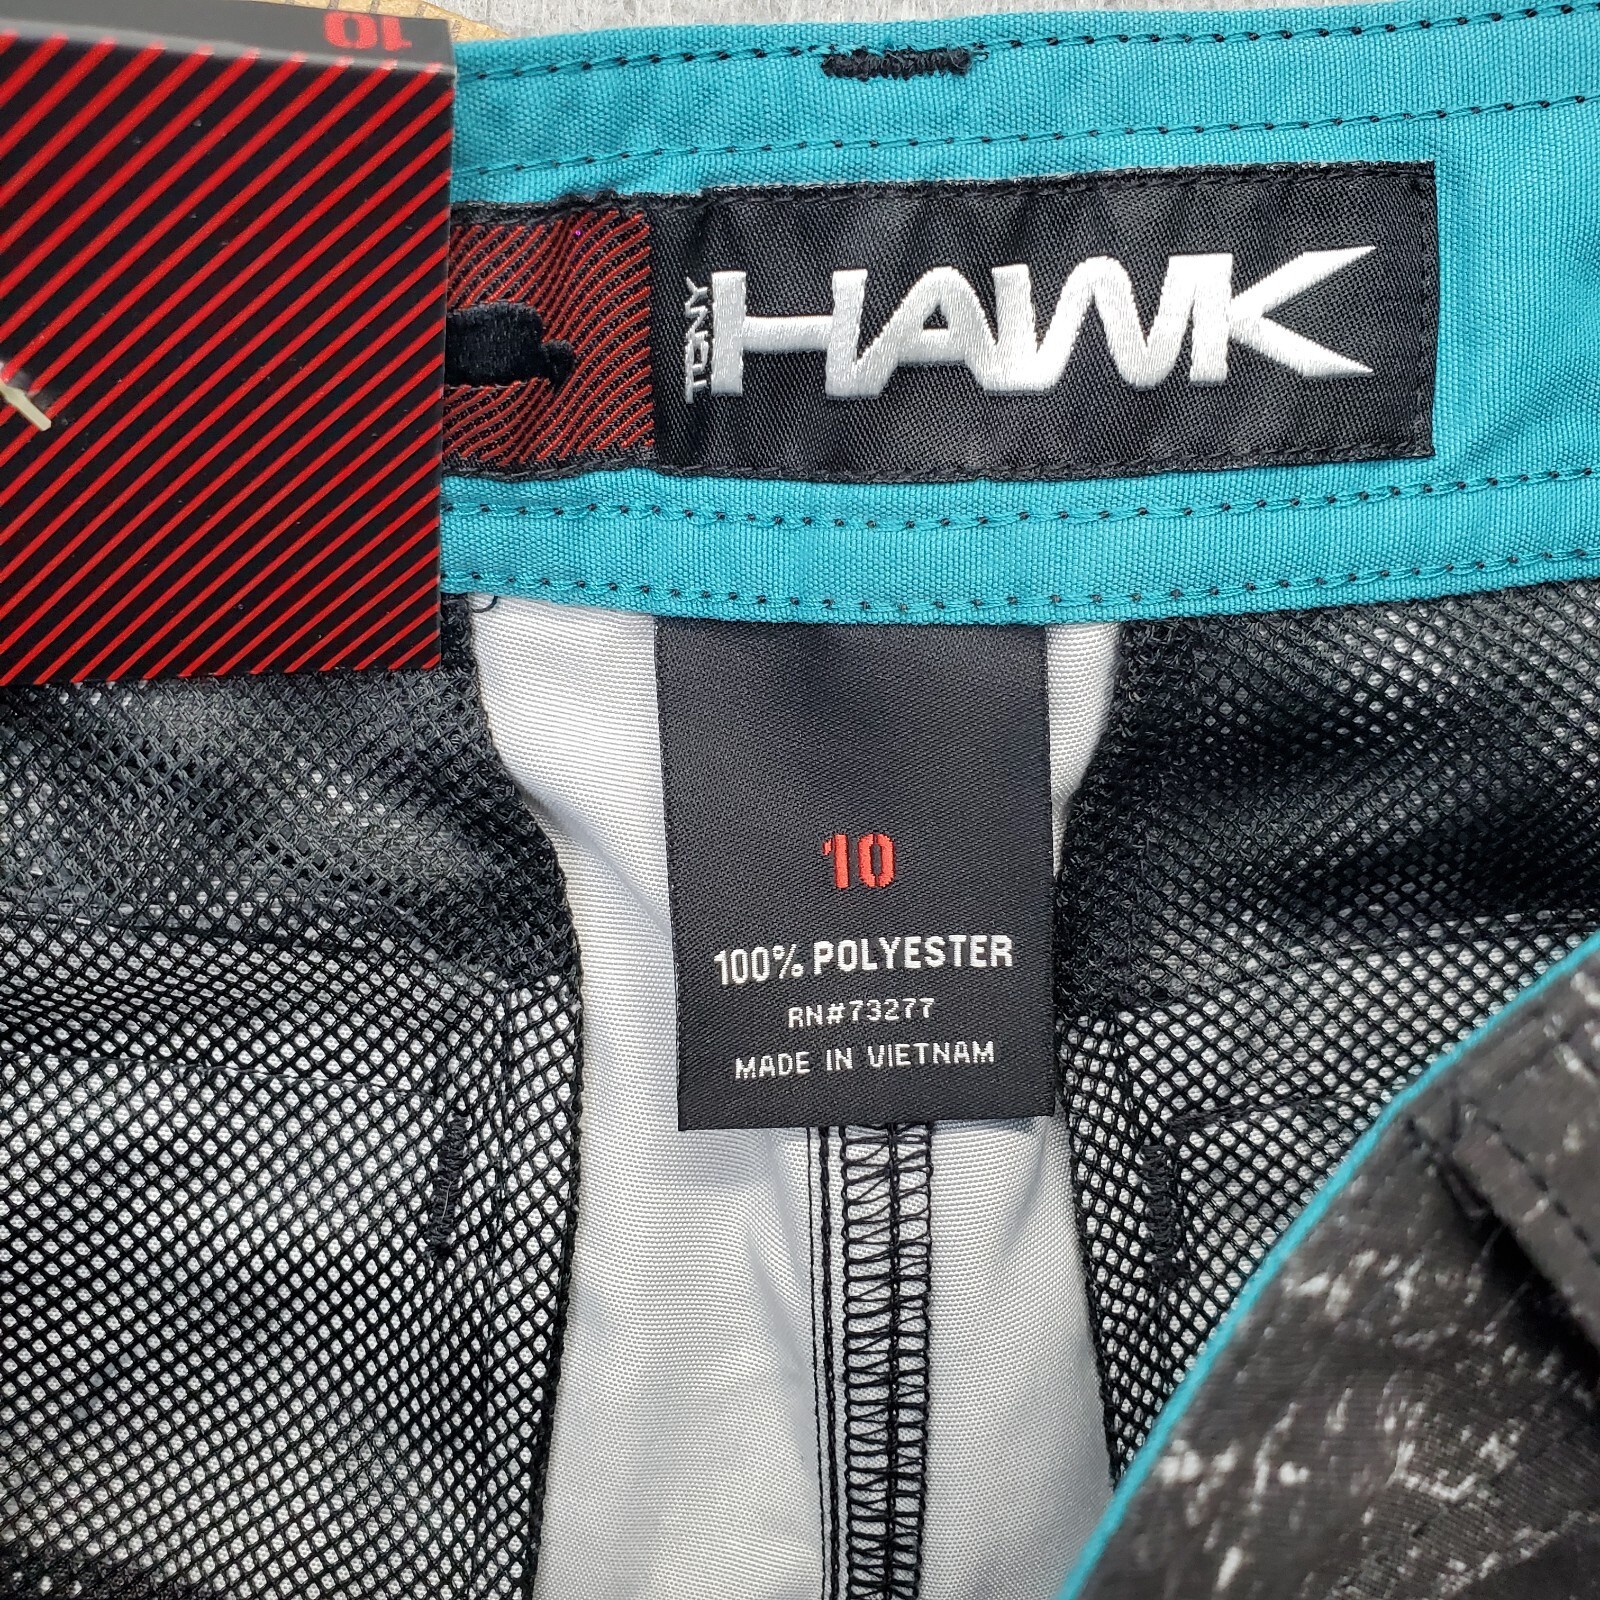 10
TONY
HAWK
10
100% POLYESTER
RN#73277
MADE IN VIETNAM